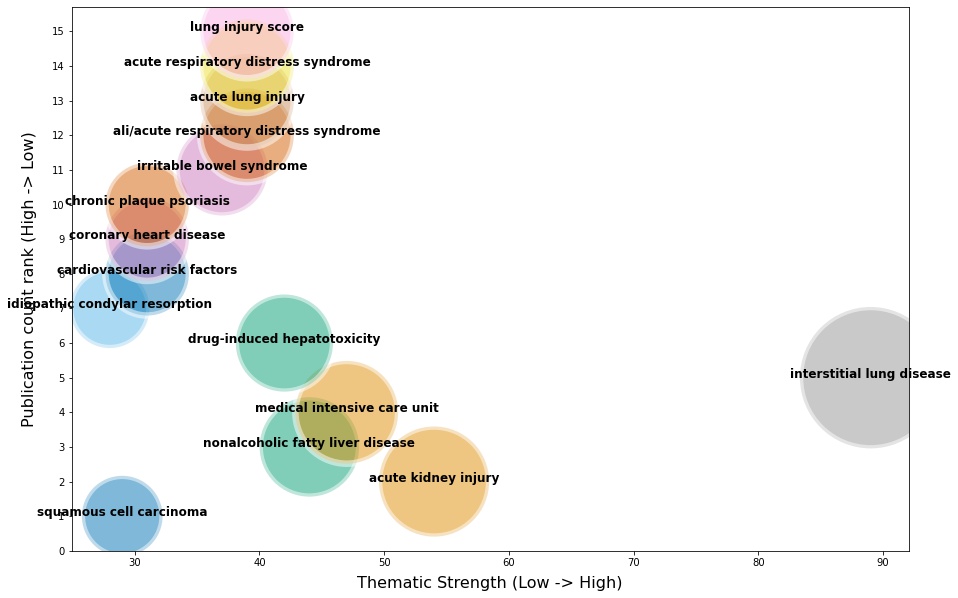 15
lung injury score
14
acute respiratory distress syndrome
13
acute lung injury
12
ali/acute respiratory distress syndrome
11
irritable bowel syndrome
10
chronic plaque psoriasis
9
coronary heart disease
8
cardiovascular risk factors
7
idiopathic condylar resorption
6
drug-induced hepatotoxicity
5
interstitial lung disease
4
medical intensive care unit
3
nonalcoholic fatty liver disease
2
acute kidney injury
1
squamous cell carcinoma
0
Publication count rank (High -> Low)
30 40 50 60 70 80 90
Thematic Strength (Low -> High)